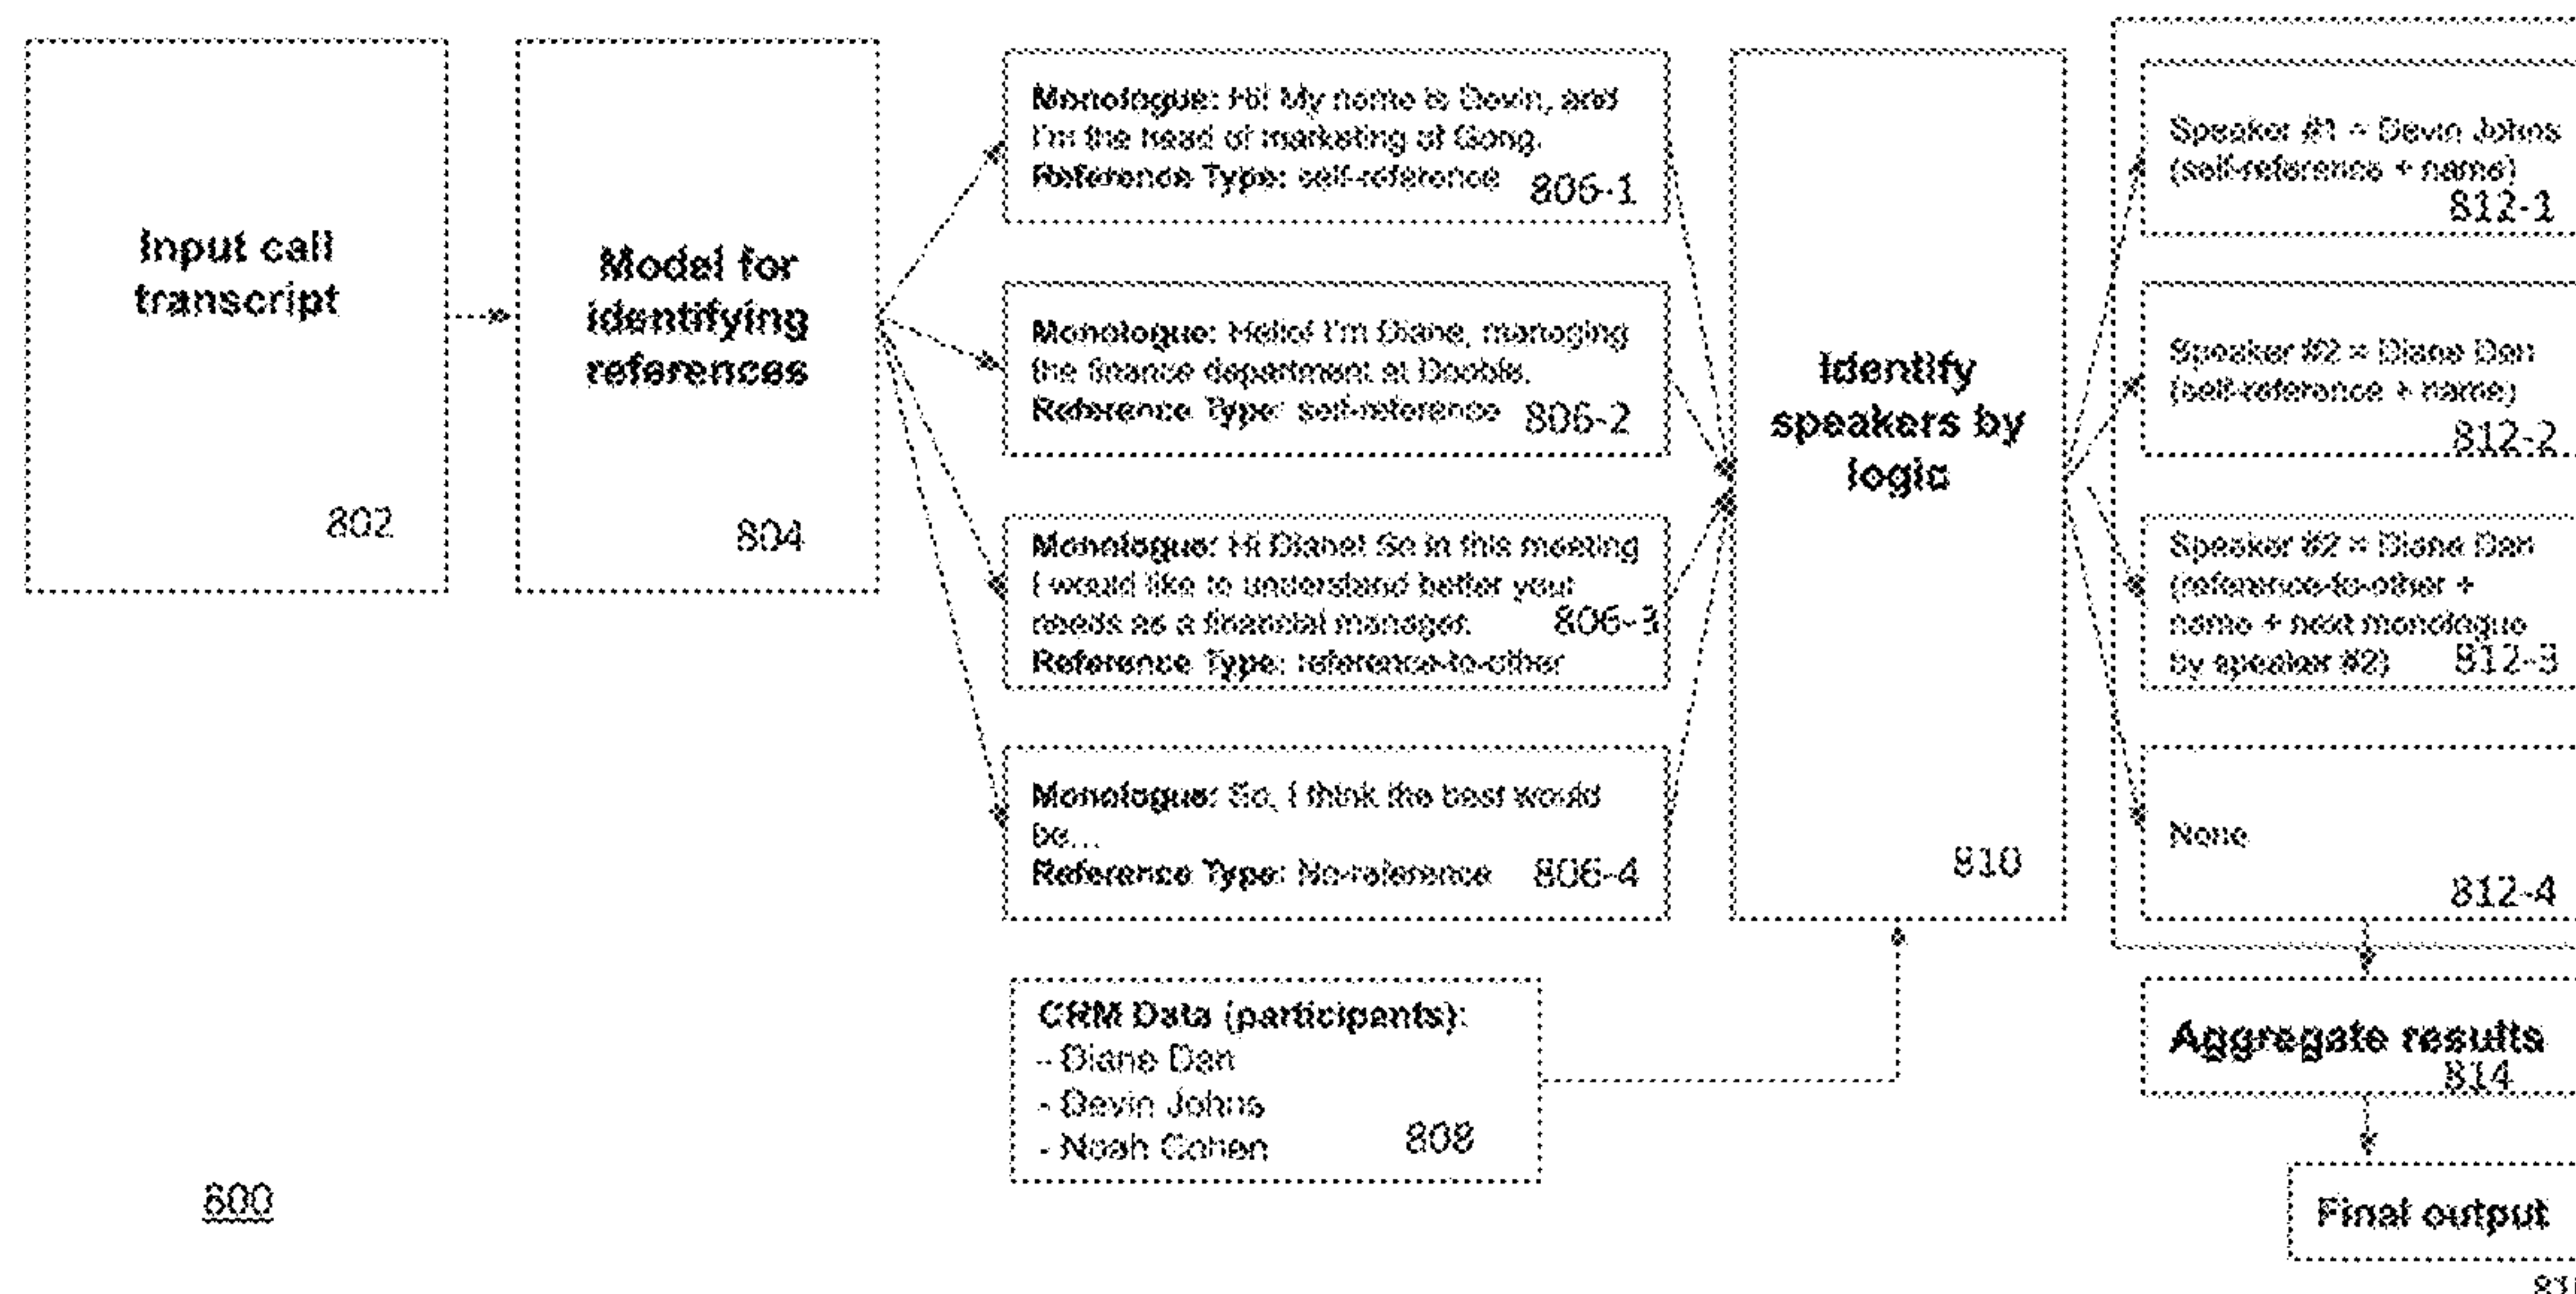 Input call
transcript
802
Model for
identifying
references
804
Monologue: Hi! My name is Devin, and
I'm the head of marketing at Gong.
Reference Type: self-reference 806-1
Monologue: Hello! I'm Diane, managing
the finance department at Dooble.
Reference Type: self-reference 806-2
Monologue: Hi Diane! So in this meeting
I would like to understand better your
needs as a financial manager. 806-3
Reference Type: reference-to-other
Monologue: So, I think the best would
be...
Reference Type: No-reference 806-4
CRM Data (participants):
- Diane Dan
- Devin Johns
- Noah Cohen 808
Identify
speakers by
logic
810
Speaker #1 = Devin Johns
(self-reference + name)
812-1
Speaker #2 = Diane Dan
(self-reference + name)
812-2
Speaker #2 = Diane Dan
(reference-to-other +
name + next monologue
by speaker #2) 812-3
None
812-4
Aggregate results
814
Final output
800